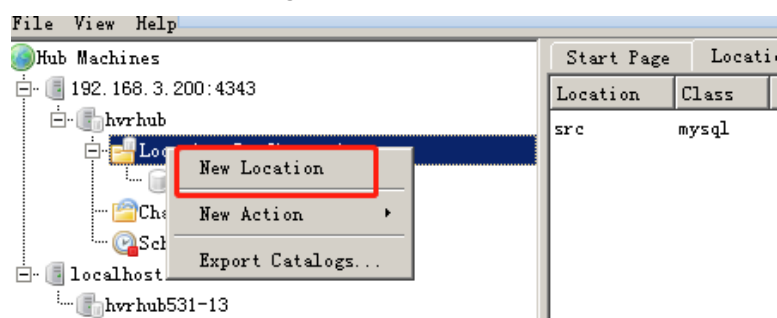 File View Help
Hub Machines
192.168.3.200:4343
hvrhub
New Location
New Action
Export Catalogs...
localhost
hvrhub531-13
Start Page
Location Class
src mysql